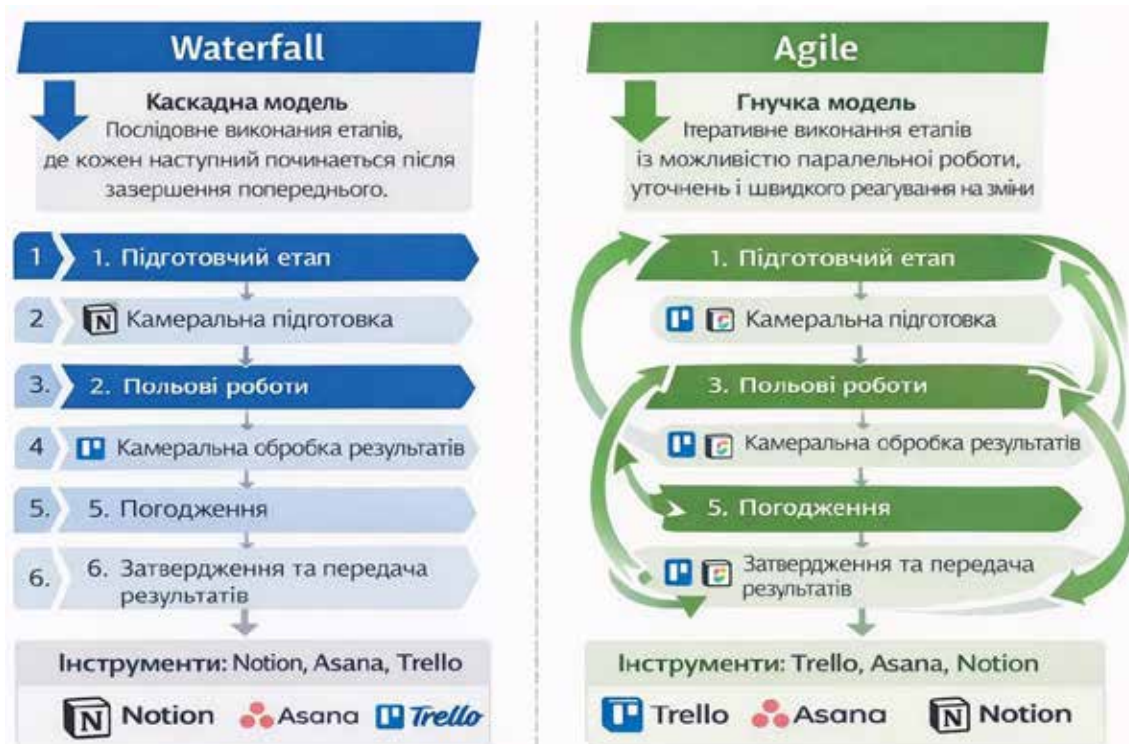 Waterfall
Каскадна модель
Послідовне виконания етапів,
де кожен наступний починаеться після
завершення попереднього.
1 1. Підготовчий етап
2 N Камеральна підготовка
3. 2. Польові роботи
4 Камеральна обробка результатів
5. 5. Погодження
6. 6. Затвердження та передача
результатів
Інструменти: Notion, Asana, Trello
N Notion Asana Trello
Agile
Гнучка модель
Ітеративне виконання етапів
із можливістю паралельної роботи,
уточнень і швидкого реагування на зміни
1. Підготовчий етап
Камеральна підготовка
3. Польові роботи
Камеральна обробка результатів
5. Погодження
Затвердження та передача
результатів
Інструменти: Trello, Asana, Notion
Trello Asana N Notion